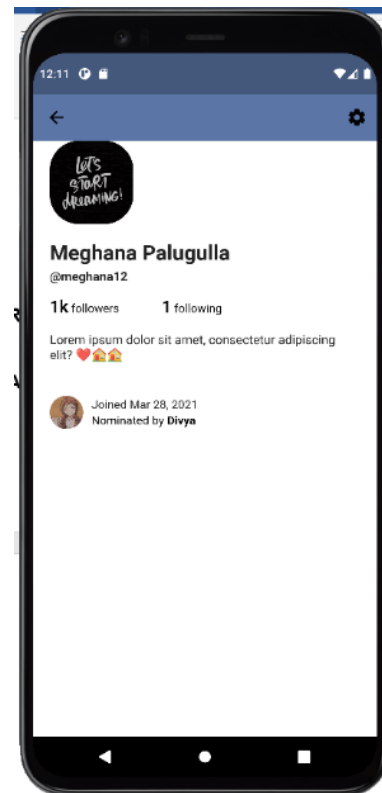 12:11
LET'S
START
dREAMING!
Meghana Palugulla
@meghana12
1k followers 1 following
Lorem ipsum dolor sit amet, consectetur adipiscing
elit? ❤️🏠🏠
Joined Mar 28, 2021
Nominated by Divya